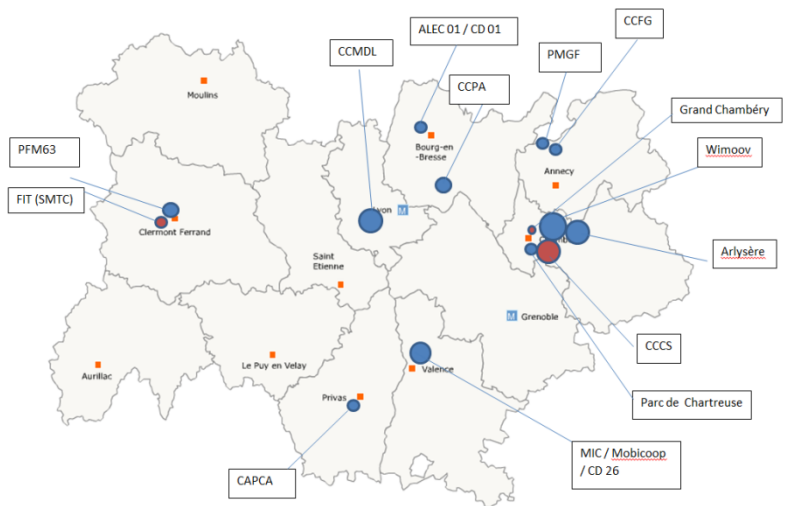 ALEC 01 / CD 01
CCFG
CCMDL
PMGF
CCPA
Grand Chambéry
Wimoov
Moulins
Bourg-en
-Bresse
Annecy
PFM63
FIT (SMTC)
Lyon
M
Clermont Ferrand
Arlysère
Saint
Etienne
M Grenoble
CCCS
Aurillac
Le Puy en Velay
Valence
Privas
Parc de Chartreuse
CAPCA
MIC / Mobicoop
/ CD 26